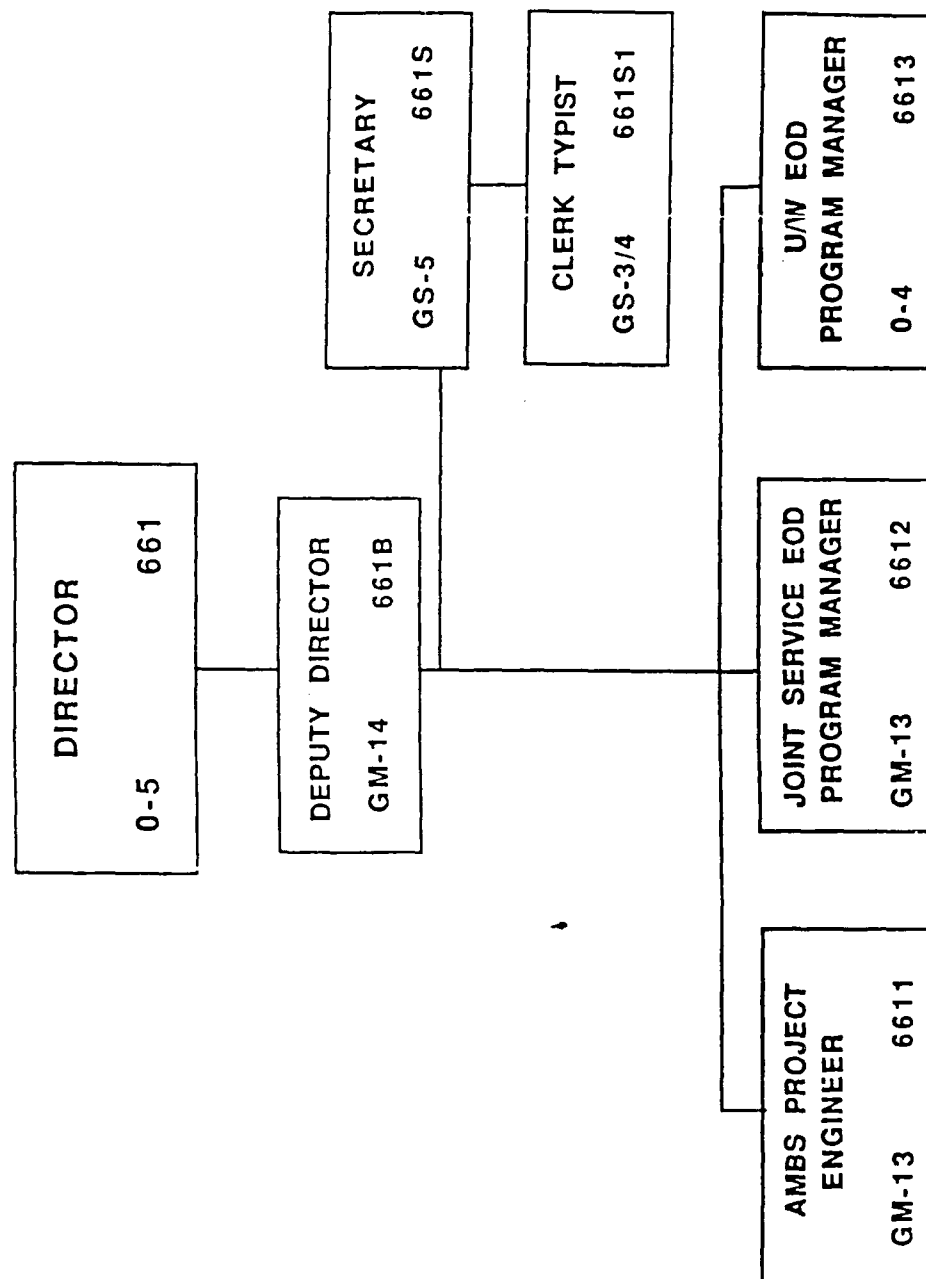 DIRECTOR
0-5 661
DEPUTY DIRECTOR
GM-14 661B
SECRETARY
GS-5 661S
CLERK TYPIST
GS-3/4 661S1
AMBS PROJECT
ENGINEER
GM-13 6611
JOINT SERVICE EOD
PROGRAM MANAGER
GM-13 6612
U/W EOD
PROGRAM MANAGER
0-4 6613